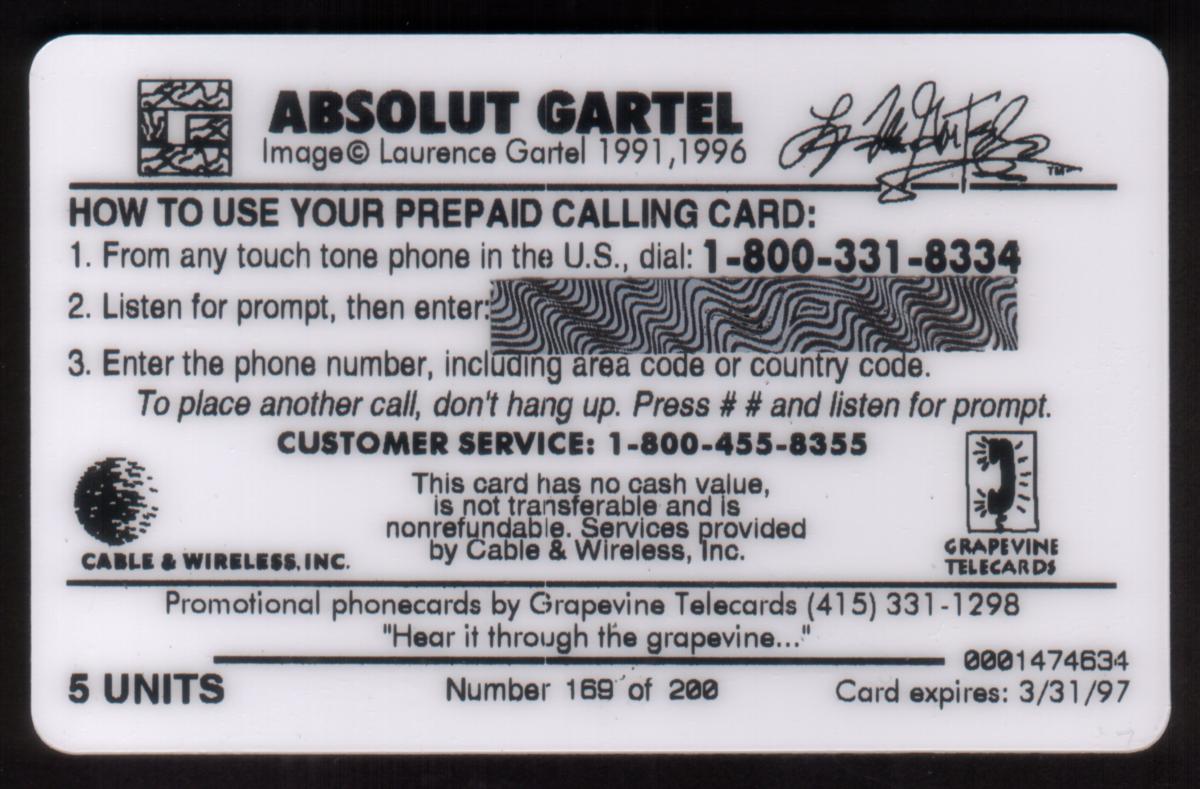 ABSOLUT GARTEL
Image© Laurence Gartel 1991,1996
TM
HOW TO USE YOUR PREPAID CALLING CARD:
1. From any touch tone phone in the U.S., dial: 1-800-331-8334
2. Listen for prompt, then enter:
3. Enter the phone number, including area code or country code.
To place another call, don't hang up. Press # # and listen for prompt.
CUSTOMER SERVICE: 1-800-455-8355
This card has no cash value,
is not transferable and is
nonrefundable. Services provided
by Cable & Wireless, Inc.
CABLE & WIRELESS, INC.
GRAPEVINE
TELECARDS
Promotional phonecards by Grapevine Telecards (415) 331-1298
"Hear it through the grapevine..."
0001474634
5 UNITS
Number 169 of 200
Card expires: 3/31/97